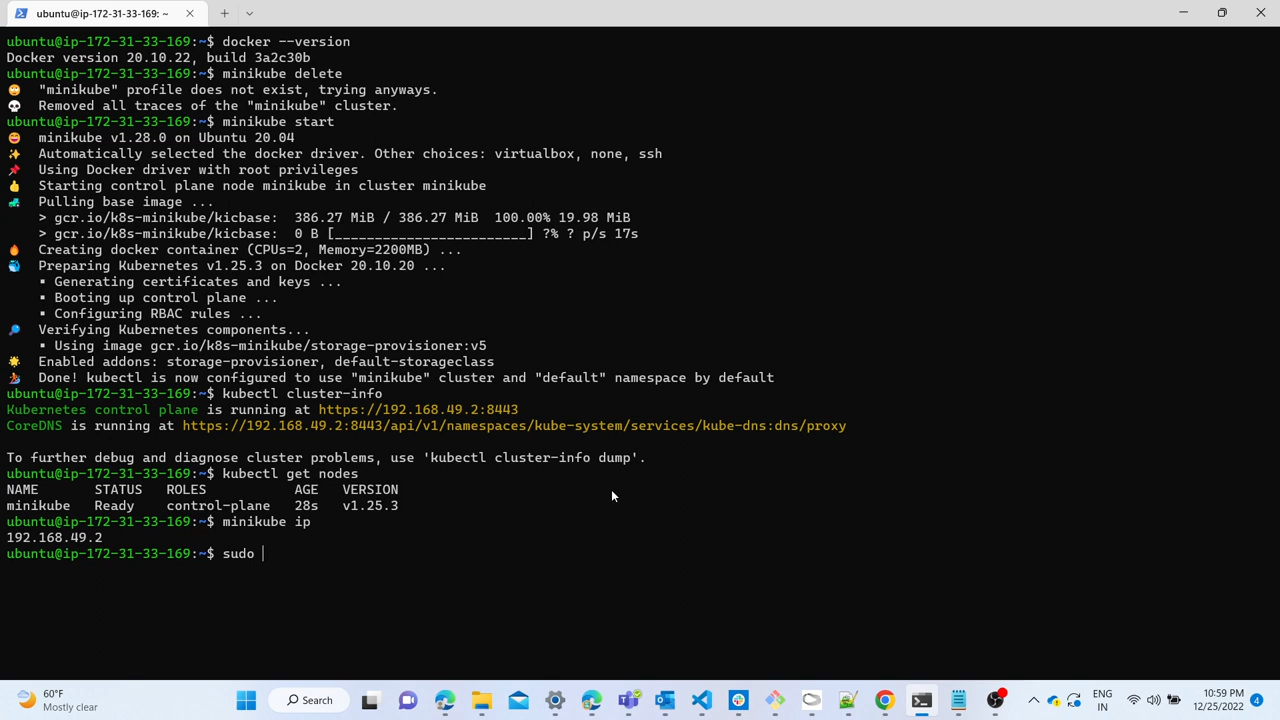 ubuntu@ip-172-31-33-169: ~
ubuntu@ip-172-31-33-169:~$ docker --version
Docker version 20.10.22, build 3a2c30b
ubuntu@ip-172-31-33-169:~$ minikube delete
"minikube" profile does not exist, trying anyways.
Removed all traces of the "minikube" cluster.
ubuntu@ip-172-31-33-169:~$ minikube start
minikube v1.28.0 on Ubuntu 20.04
Automatically selected the docker driver. Other choices: virtualbox, none, ssh
Using Docker driver with root privileges
Starting control plane node minikube in cluster minikube
Pulling base image ...
> gcr.io/k8s-minikube/kicbase:  386.27 MiB / 386.27 MiB  100.00% 19.98 MiB
> gcr.io/k8s-minikube/kicbase:  0 B [________________________] ?% ? p/s 17s
Creating docker container (CPUs=2, Memory=2200MB) ...
Preparing Kubernetes v1.25.3 on Docker 20.10.20 ...
▪ Generating certificates and keys ...
▪ Booting up control plane ...
▪ Configuring RBAC rules ...
Verifying Kubernetes components...
▪ Using image gcr.io/k8s-minikube/storage-provisioner:v5
Enabled addons: storage-provisioner, default-storageclass
Done! kubectl is now configured to use "minikube" cluster and "default" namespace by default
ubuntu@ip-172-31-33-169:~$ kubectl cluster-info
Kubernetes control plane is running at https://192.168.49.2:8443
CoreDNS is running at https://192.168.49.2:8443/api/v1/namespaces/kube-system/services/kube-dns:dns/proxy
To further debug and diagnose cluster problems, use 'kubectl cluster-info dump'.
ubuntu@ip-172-31-33-169:~$ kubectl get nodes
NAME       STATUS   ROLES           AGE   VERSION
minikube   Ready    control-plane   28s   v1.25.3
ubuntu@ip-172-31-33-169:~$ minikube ip
192.168.49.2
ubuntu@ip-172-31-33-169:~$ sudo
60°F
Mostly clear
Search
ENG
IN
10:59 PM
12/25/2022
4